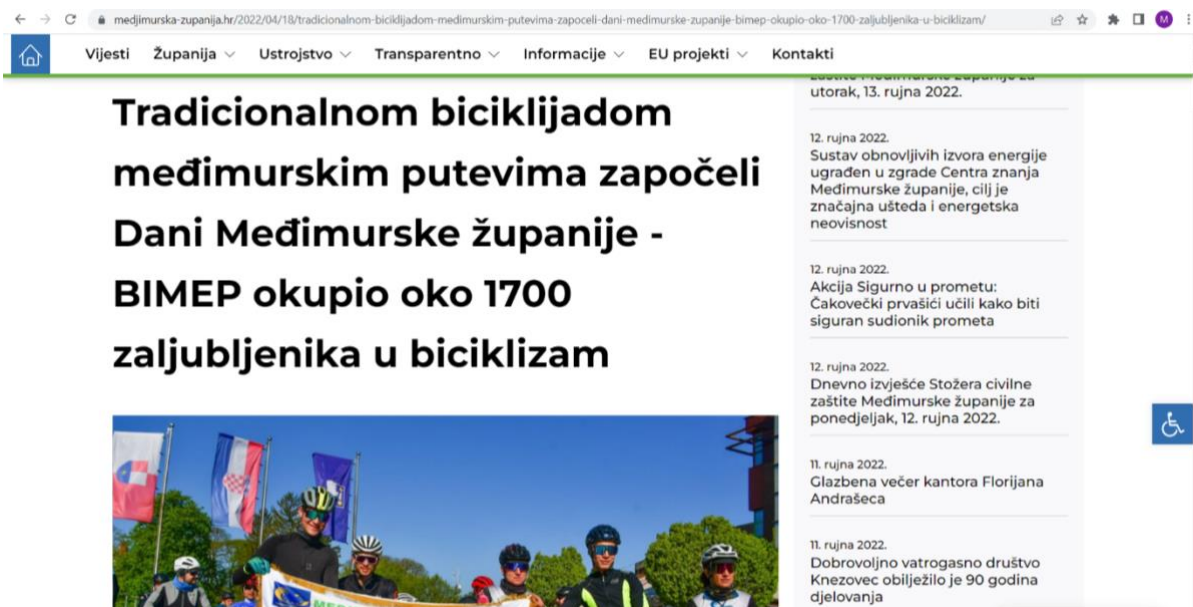 medjimurska-zupanija.hr/2022/04/18/tradicionalnom-biciklijadom-medimurskim-putevima-zapoceli-dani-medimurske-zupanije-bimep-okupio-oko-1700-zaljubljenika-u-biciklizam/
M
Vijesti Županija Ustrojstvo Transparentno Informacije EU projekti Kontakti
Tradicionalnom biciklijadom
međimurskim putevima započeli
Dani Međimurske županije -
BIMEP okupio oko 1700
zaljubljenika u biciklizam
zaštite Međimurske županije za
utorak, 13. rujna 2022.
12. rujna 2022.
Sustav obnovljivih izvora energije
ugrađen u zgrade Centra znanja
Međimurske županije, cilj je
značajna ušteda i energetska
neovisnost
12. rujna 2022.
Akcija Sigurno u prometu:
Čakovečki prvašići učili kako biti
siguran sudionik prometa
12. rujna 2022.
Dnevno izvješće Stožera civilne
zaštite Međimurske županije za
ponedjeljak, 12. rujna 2022.
11. rujna 2022.
Glazbena večer kantora Florijana
Andrašeca
11. rujna 2022.
Dobrovoljno vatrogasno društvo
Knezovec obilježilo je 90 godina
djelovanja